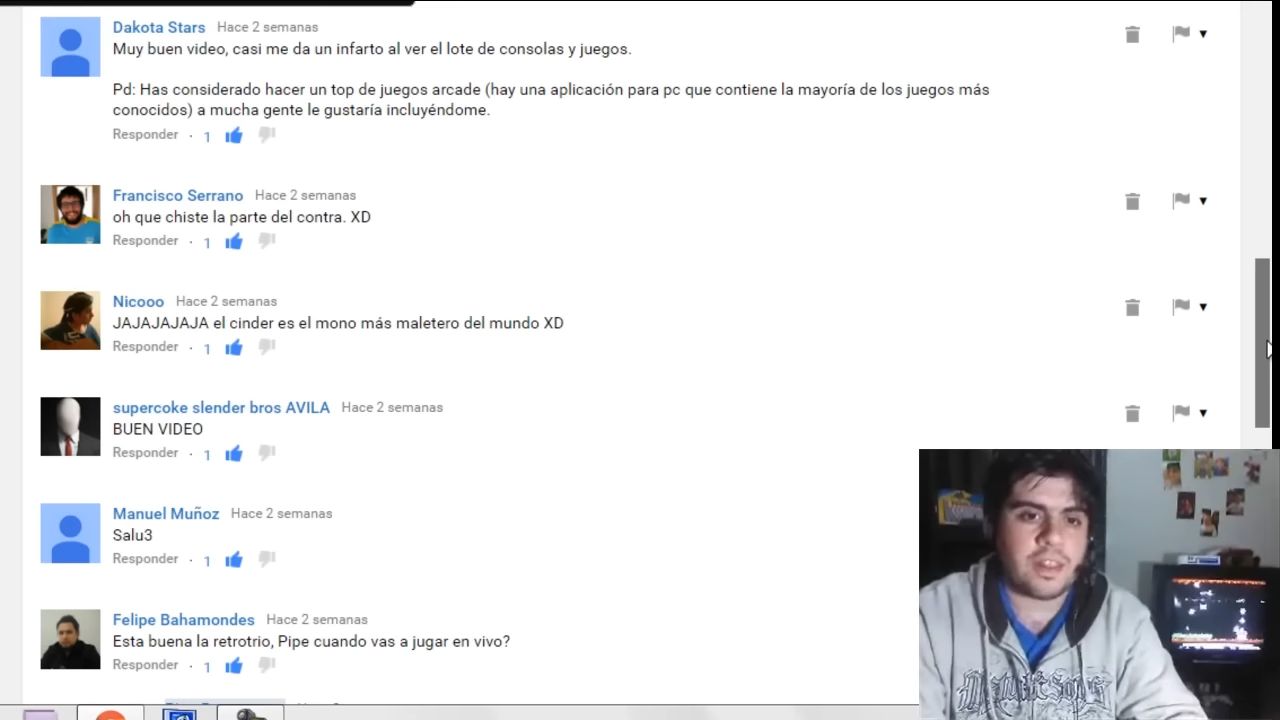 Dakota Stars Hace 2 semanas
Muy buen video, casi me da un infarto al ver el lote de consolas y juegos.
Pd: Has considerado hacer un top de juegos arcade (hay una aplicación para pc que contiene la mayoría de los juegos más
conocidos) a mucha gente le gustaría incluyéndome.
Responder · 1
Francisco Serrano Hace 2 semanas
oh que chiste la parte del contra. XD
Responder · 1
Nicooo Hace 2 semanas
JAJAJAJAJA el cinder es el mono más maletero del mundo XD
Responder · 1
supercoke slender bros AVILA Hace 2 semanas
BUEN VIDEO
Responder · 1
Manuel Muñoz Hace 2 semanas
Salu3
Responder · 1
Felipe Bahamondes Hace 2 semanas
Esta buena la retrotrio, Pipe cuando vas a jugar en vivo?
Responder · 1